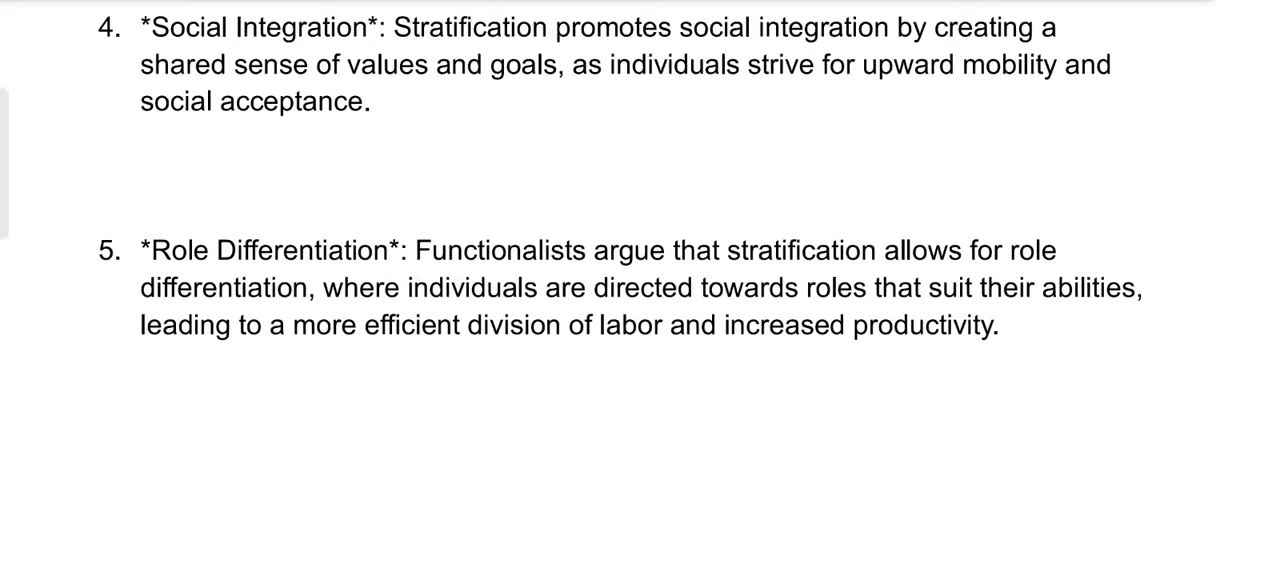 4. *Social Integration*: Stratification promotes social integration by creating a
shared sense of values and goals, as individuals strive for upward mobility and
social acceptance.
5. *Role Differentiation*: Functionalists argue that stratification allows for role
differentiation, where individuals are directed towards roles that suit their abilities,
leading to a more efficient division of labor and increased productivity.